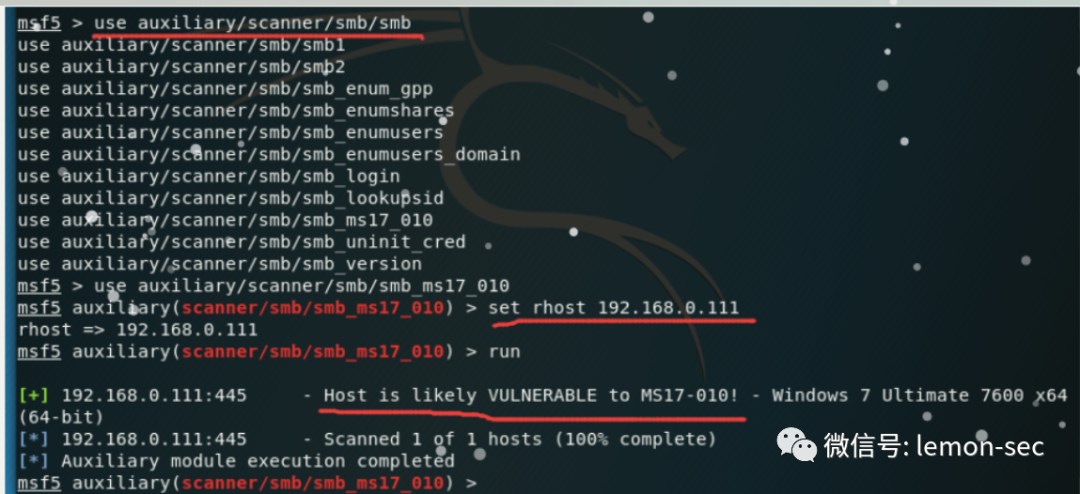 msf5 > use auxiliary/scanner/smb/smb
use auxiliary/scanner/smb/smb1
use auxiliary/scanner/smb/smb2
use auxiliary/scanner/smb/smb_enum_gpp
use auxiliary/scanner/smb/smb_enumshares
use auxiliary/scanner/smb/smb_enumusers
use auxiliary/scanner/smb/smb_enumusers_domain
use auxiliary/scanner/smb/smb_login
use auxiliary/scanner/smb/smb_lookupsid
use auxiliary/scanner/smb/smb_ms17_010
use auxiliary/scanner/smb/smb_uninit_cred
use auxiliary/scanner/smb/smb_version
msf5 > use auxiliary/scanner/smb/smb_ms17_010
msf5 auxiliary(scanner/smb/smb_ms17_010) > set rhost 192.168.0.111
rhost => 192.168.0.111
msf5 auxiliary(scanner/smb/smb_ms17_010) > run
[+] 192.168.0.111:445 - Host is likely VULNERABLE to MS17-010! - Windows 7 Ultimate 7600 x64
(64-bit)
[*] 192.168.0.111:445 - Scanned 1 of 1 hosts (100% complete)
[*] Auxiliary module execution completed
msf5 auxiliary(scanner/smb/smb_ms17_010) >
微信号: lemon-sec